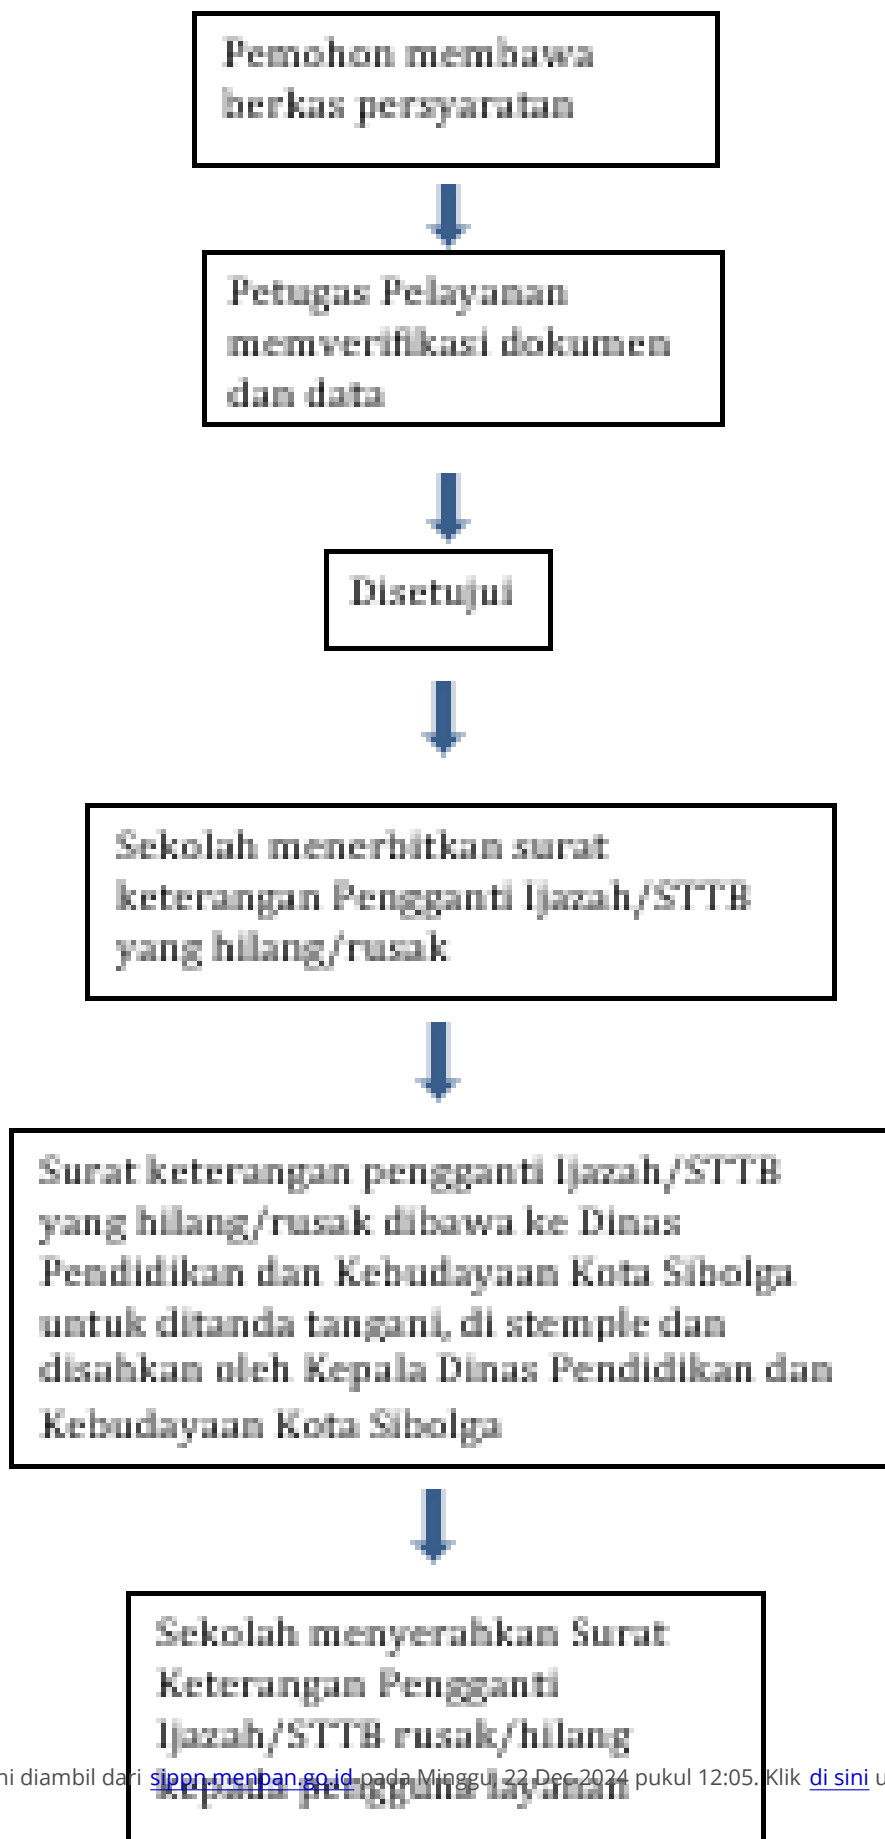 Pemohon membawa
berkas persyaratan
Petugas Pelayanan
memverifikasi dokumen
dan data
Disetujui
Sekolah menerbitkan surat
keterangan Pengganti Ijazah/STTB
yang hilang/rusak
Surat keterangan pengganti Ijazah/STTB
yang hilang/rusak dibawa ke Dinas
Pendidikan dan Kebudayaan Kota Sibolga
untuk ditanda tangani, di stemple dan
disahkan oleh Kepala Dinas Pendidikan dan
Kebudayaan Kota Sibolga
Sekolah menyerahkan Surat
Keterangan Pengganti
Ijazah/STTB rusak/hilang
kepada pengguna layanan
diambil dari sippn.menpan.go.id pada Minggu, 22 Dec 2024 pukul 12:05. Klik di sini